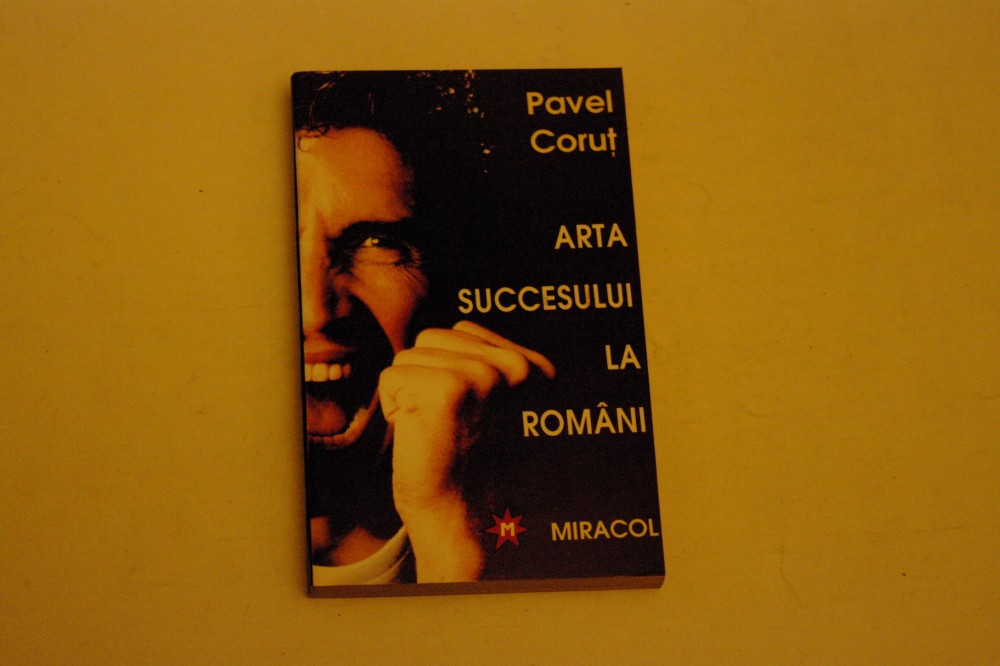 Pavel
Coruț
ARTA
SUCCESULUI
LA
ROMÂNI
M MIRACOL